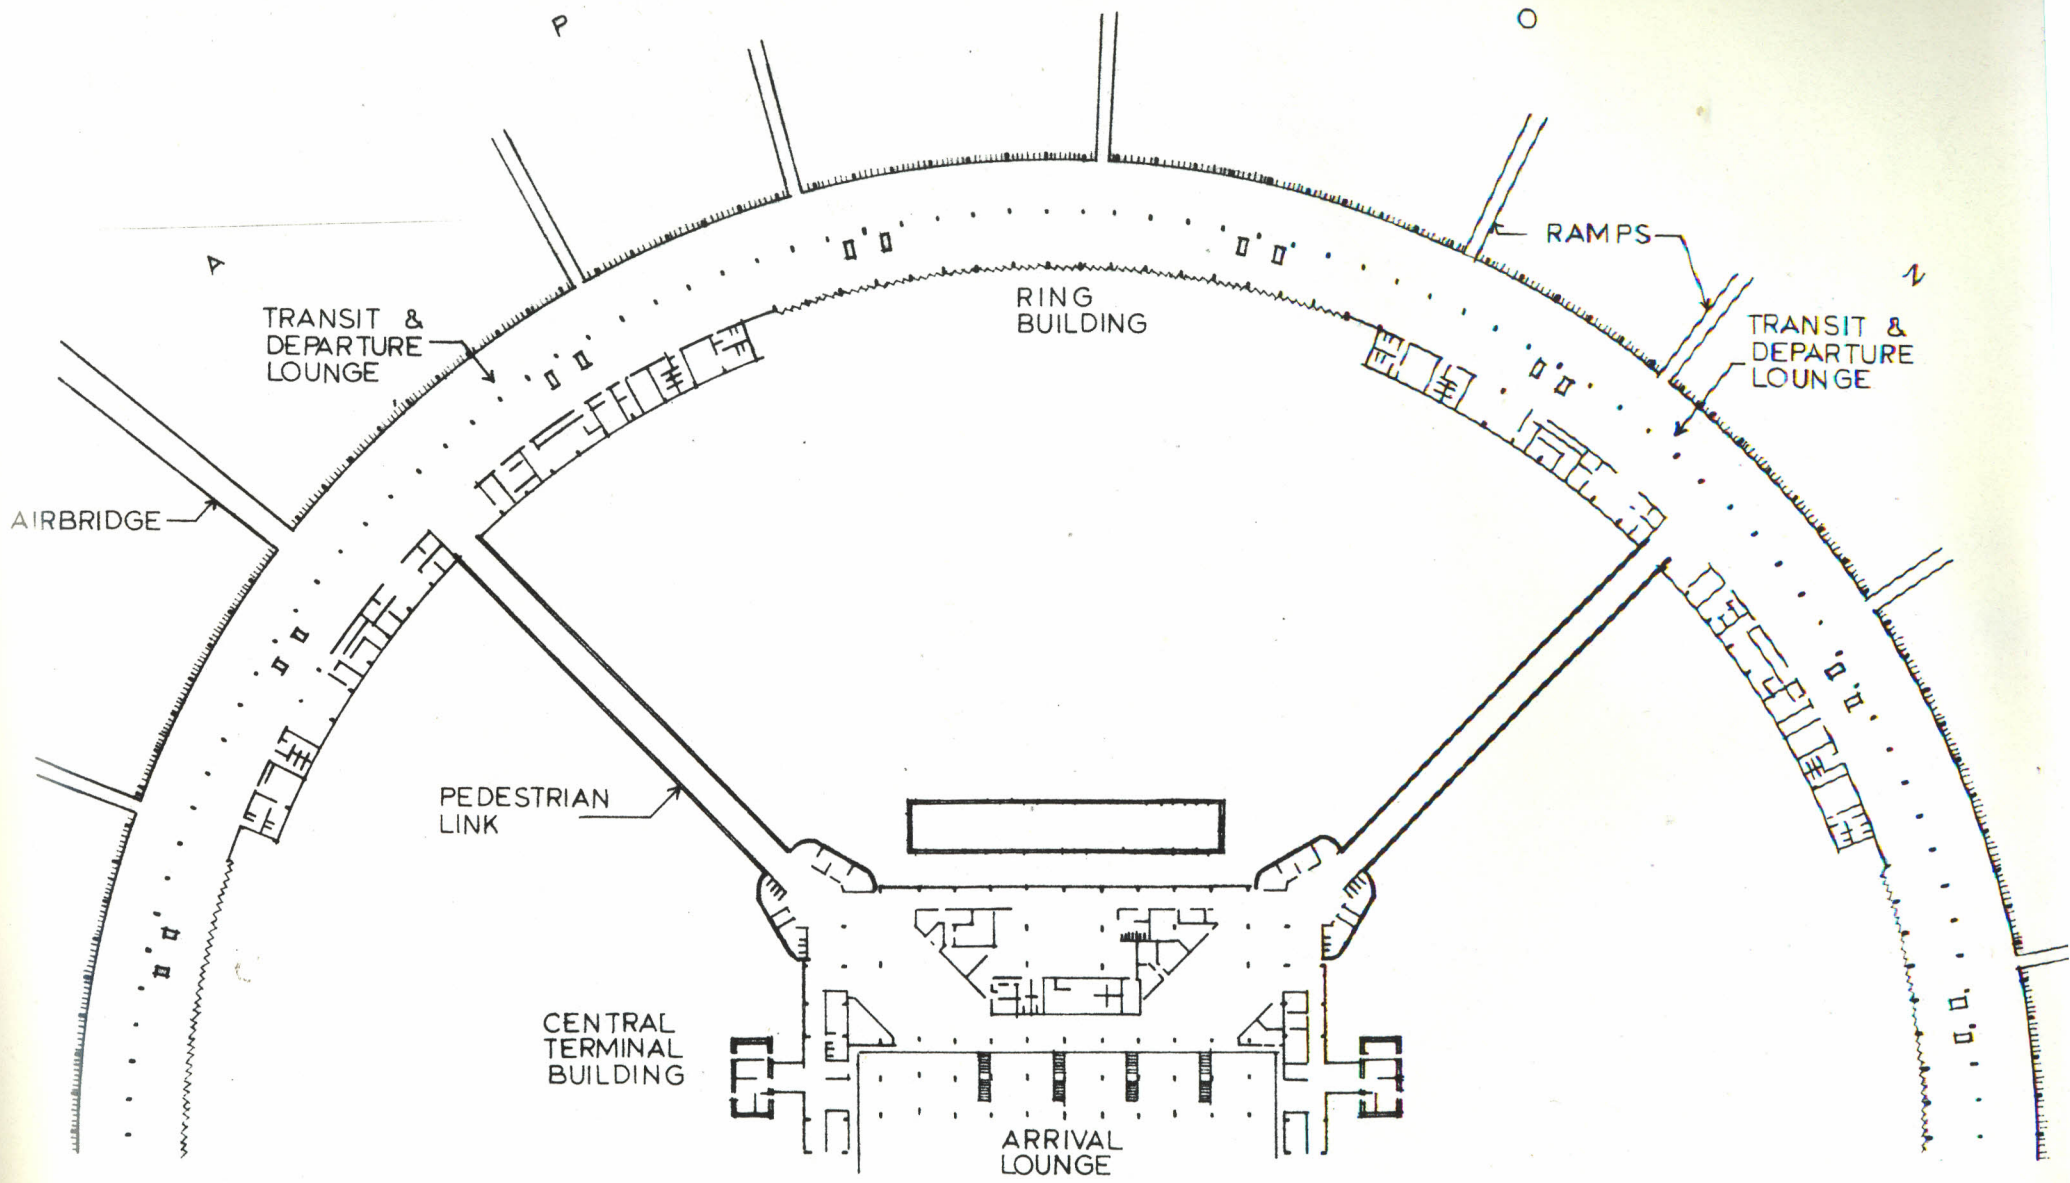 P
O
A
N
RAMPS
TRANSIT &
DEPARTURE
LOUNGE
RING
BUILDING
TRANSIT &
DEPARTURE
LOUNGE
AIRBRIDGE
PEDESTRIAN
LINK
CENTRAL
TERMINAL
BUILDING
ARRIVAL
LOUNGE